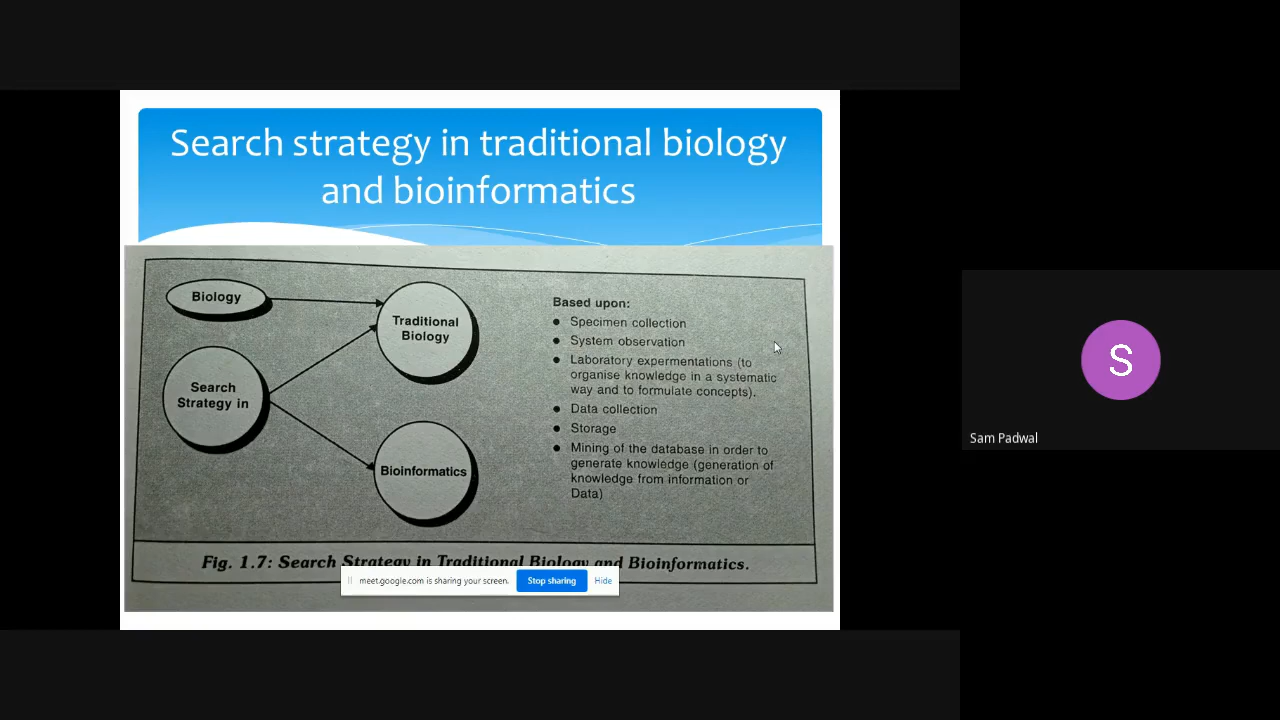 Search strategy in traditional biology
and bioinformatics
Biology
Traditional
Biology
Search
Strategy in
Bioinformatics
Based upon:
Specimen collection
System observation
Laboratory expermentations (to
organise knowledge in a systematic
way and to formulate concepts).
Data collection
Storage
Mining of the database in order to
generate knowledge (generation of
knowledge from information or
Data)
Fig. 1.7: Search Strategy in Traditional Biology and Bioinformatics.
meet.google.com is sharing your screen.
Stop sharing
Hide
S
Sam Padwal